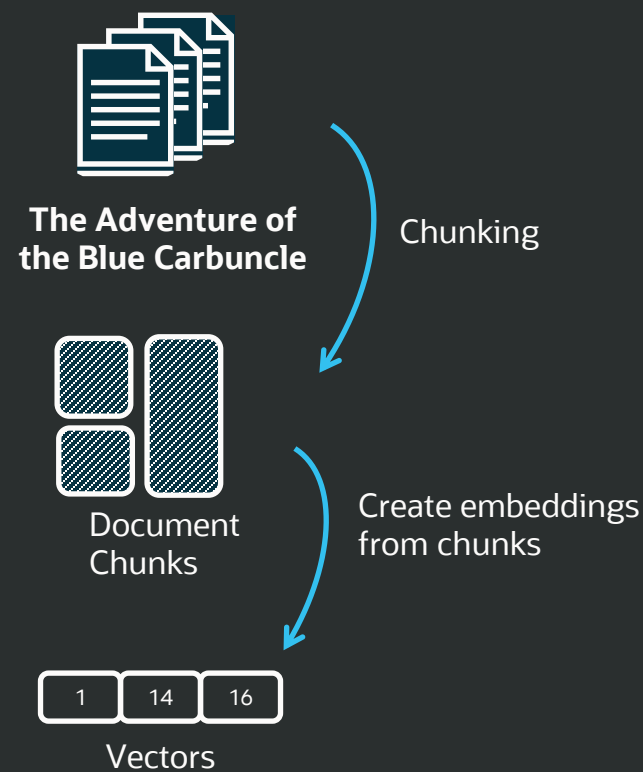 The Adventure of
the Blue Carbuncle
Chunking
Document
Chunks
Create embeddings
from chunks
1 14 16
Vectors